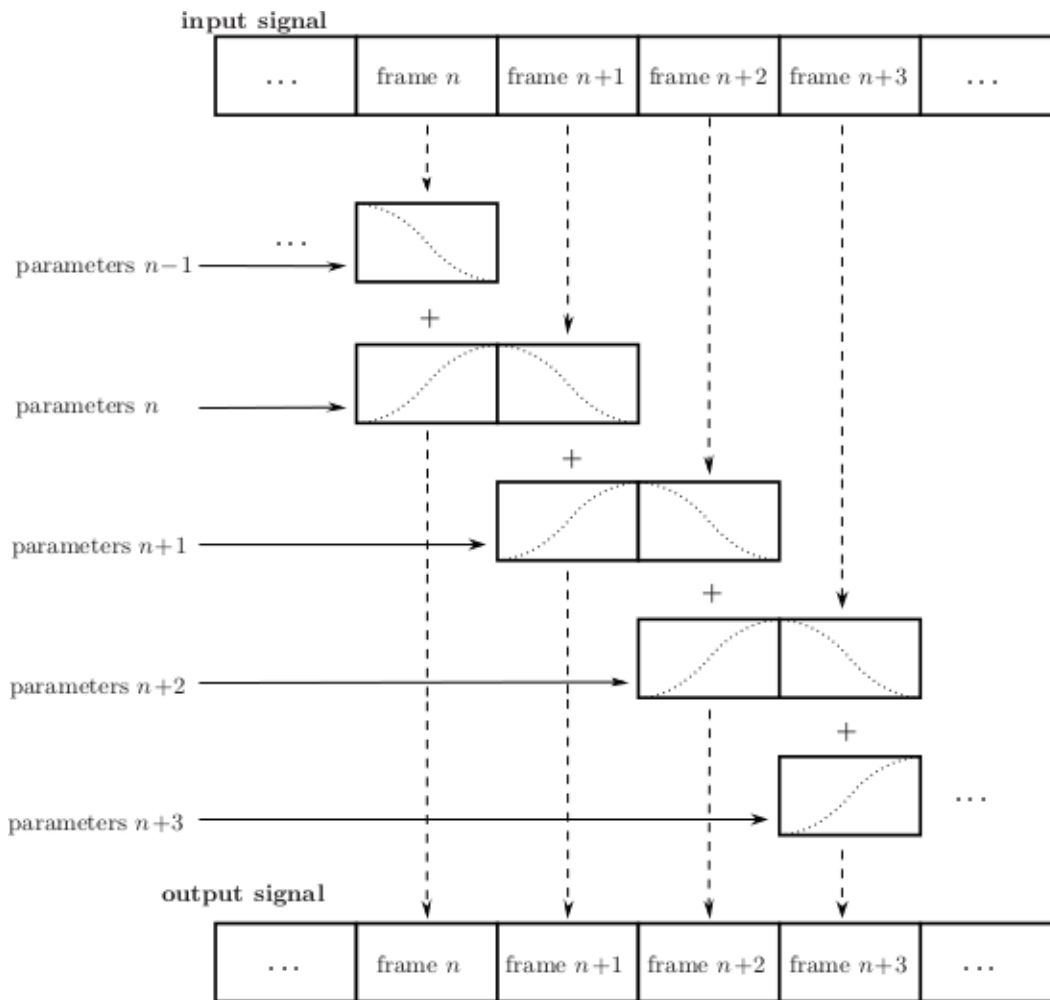 input signal
... frame n frame n+1 frame n+2 frame n+3 ...
...
parameters n−1
+
parameters n
+
parameters n+1
+
parameters n+2
+
...
parameters n+3
output signal
... frame n frame n+1 frame n+2 frame n+3 ...